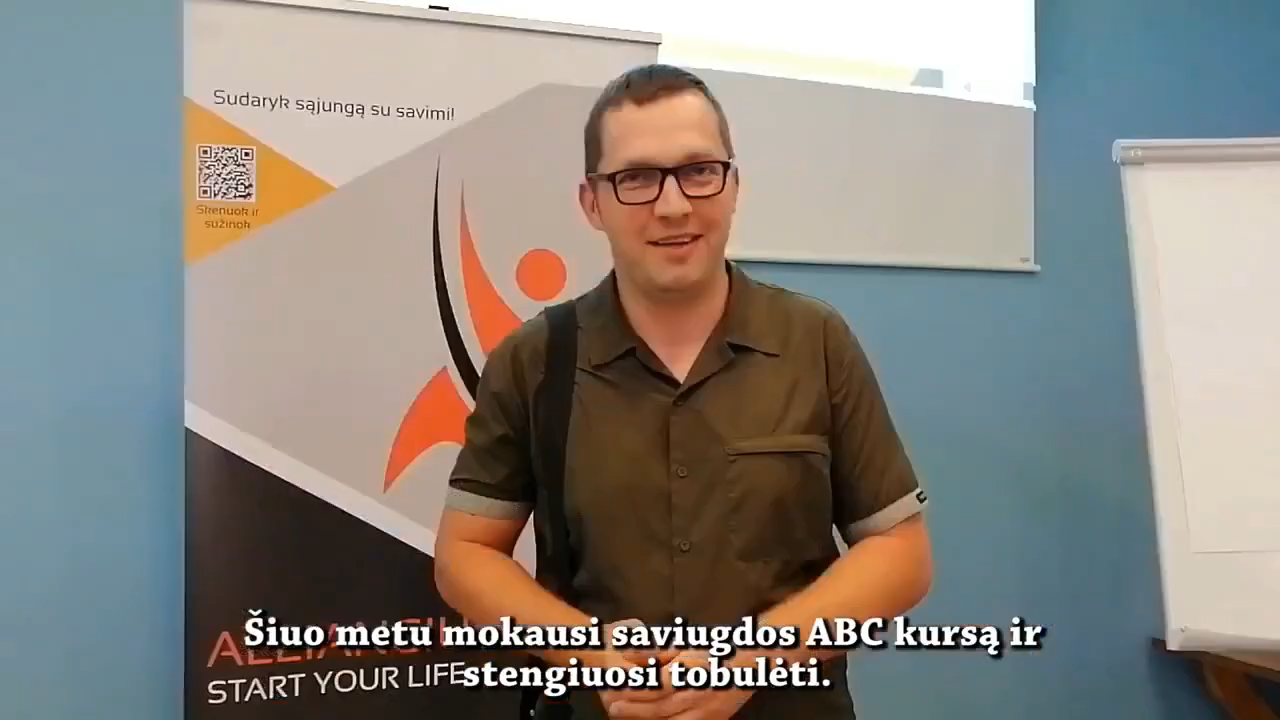 Sudaryk sąjungą su savimi!
Skenuok ir
sužinok
START YOUR LIFE
Šiuo metu mokausi saviugdos ABC kursą ir
stengiuosi tobulėti.